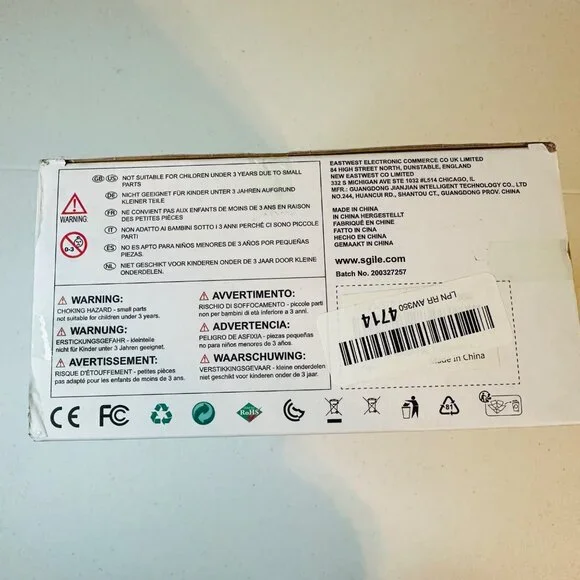 GB US NOT SUITABLE FOR CHILDREN UNDER 3 YEARS DUE TO SMALL
PARTS
DE NICHT GEEIGNET FÜR KINDER UNTER 3 JAHREN AUFGRUND
KLEINER TEILE
FR NE CONVIENT PAS AUX ENFANTS DE MOINS DE 3 ANS EN RAISON
DES PETITES PIÈCES
IT NON ADATTO AI BAMBINI SOTTO I 3 ANNI PERCHÉ CI SONO PICCOLE
PARTI
ES NO ES APTO PARA NIÑOS MENORES DE 3 AÑOS POR PEQUEÑAS
PIEZAS.
NL NIET GESCHIKT VOOR KINDEREN ONDER DE 3 JAAR DOOR KLEINE
ONDERDELEN.
WARNING.
0-3
WARNING:
CHOKING HAZARD - small parts
not suitable for children under 3 years.
WARNUNG:
ERSTICKUNGSGEFAHR - kleinteile
nicht für Kinder unter 3 Jahren geeignet.
AVERTISSEMENT:
RISQUE D'ÉTOUFFEMENT - petites pièces
pas adapté pour les enfants de moins de 3 ans.
AVVERTIMENTO:
RISCHIO DI SOFFOCAMENTO - piccole parti
non per bambini di età inferiore a 3 anni.
ADVERTENCIA:
PELIGRO DE ASFIXIA - piezas pequeñas
no para niños menores de 3 años.
WAARSCHUWING:
VERSTIKKINGSGEVAAR - kleine onderdelen
niet geschikt voor kinderen onder de 3 jaar.
EASTWEST ELECTRONIC COMMERCE CO UK LIMITED
84 HIGH STREET NORTH, DUNSTABLE, ENGLAND
NEW EASTWEST CO LIMITED
332 S MICHIGAN AVE STE 1032 #L514 CHICAGO, IL
MFR.: GUANGDONG JIANJIAN INTELLIGENT TECHNOLOGY CO., LTD
NO.244, HUANCUI RD., SHANTOU CT., GUANGDONG PROV. CHINA
MADE IN CHINA
IN CHINA HERGESTELLT
FABRIQUÉ EN CHINE
FATTO IN CINA
HECHO EN CHINA
GEMAAKT IN CHINA
www.sgile.com
Batch No. 200327257
LPN RR AW350 4714
Made in China
CE FC RoHS 81